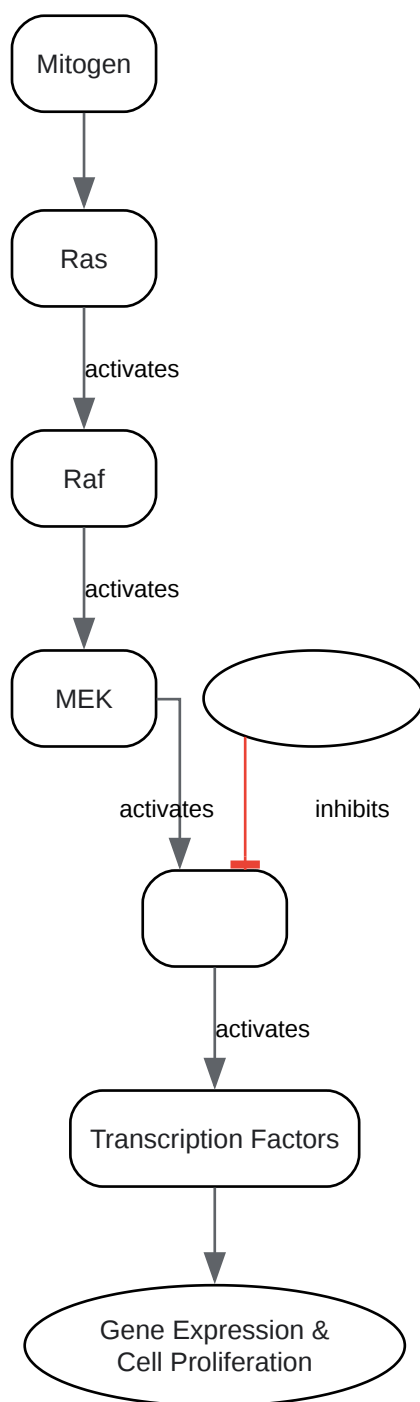 Mitogen
Ras
activates
Raf
activates
MEK
activates
inhibits
activates
Transcription Factors
Gene Expression &
Cell Proliferation